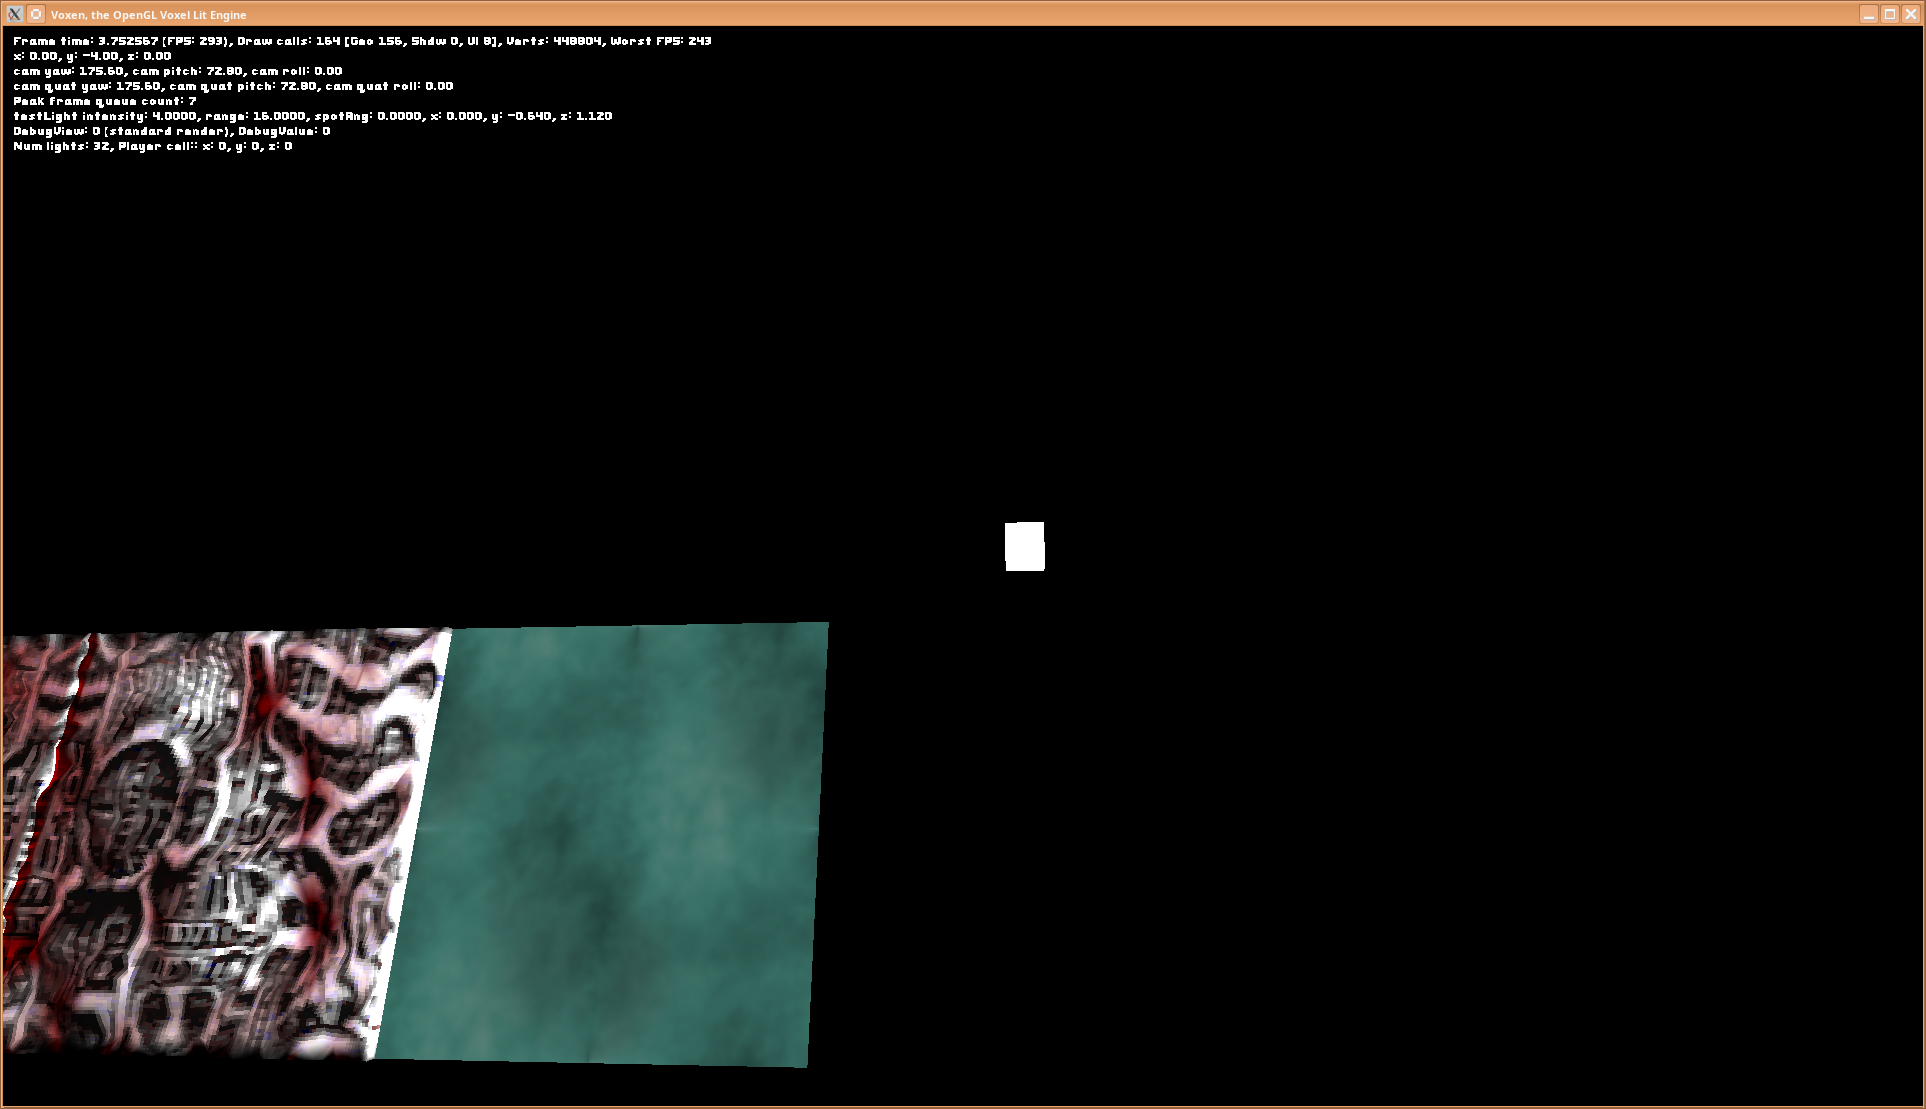 Voxen, the OpenGL Voxel Lit Engine
Frame time: 3.752567 (FPS: 293), Draw calls: 164 [Geo 156, Shdw 0, UI 8], Verts: 448804, Worst FPS: 243
x: 0.00, y: -4.00, z: 0.00
cam yaw: 175.60, cam pitch: 72.80, cam roll: 0.00
cam quat yaw: 175.60, cam quat pitch: 72.80, cam quat roll: 0.00
Peak frame queue count: 7
testLight intensity: 4.0000, range: 16.0000, spotAng: 0.0000, x: 0.000, y: -0.640, z: 1.120
DebugView: 0 (standard render), DebugValue: 0
Num lights: 32, Player cell:: x: 0, y: 0, z: 0